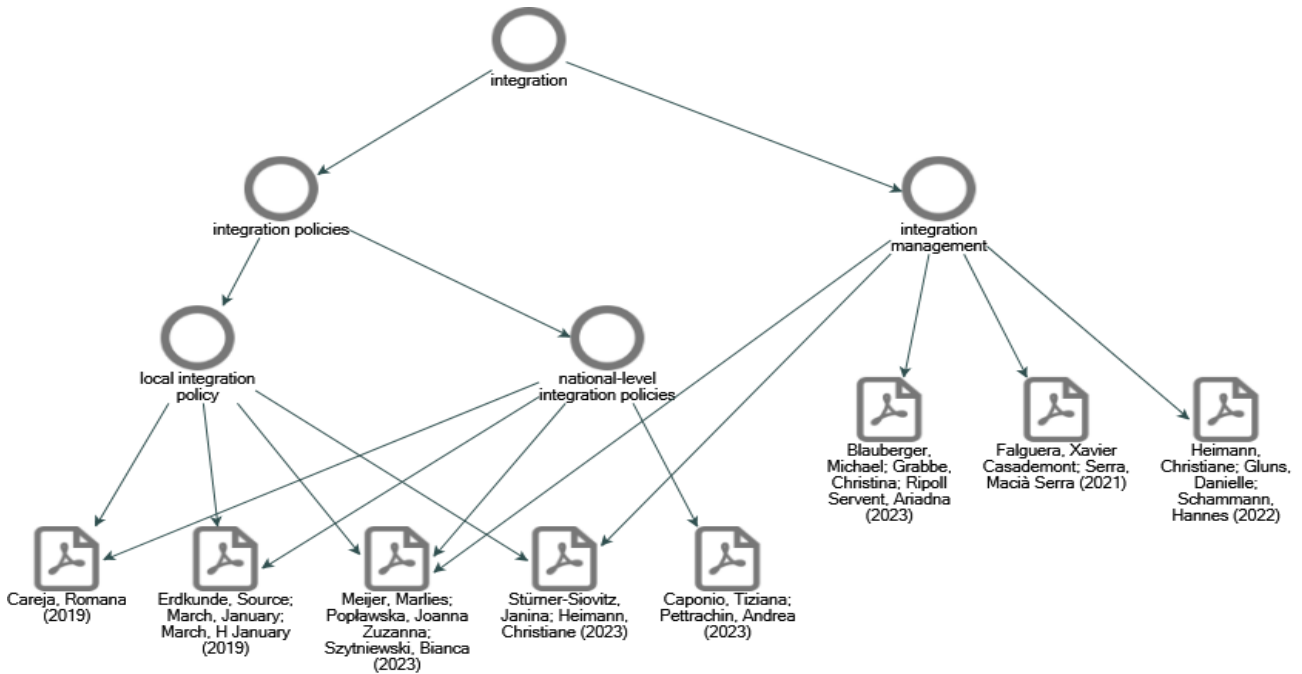 integration
integration policies
integration
management
local integration
policy
national-level
integration policies
Blauberger,
Michael; Grabbe,
Christina; Ripoll
Servent, Ariadna
(2023)
Falguera, Xavier
Casademont; Serra,
Macià Serra (2021)
Heimann,
Christiane; Gluns,
Danielle;
Schammann,
Hannes (2022)
Careja, Romana
(2019)
Erdkunde, Source;
March, January;
March, H January
(2019)
Meijer, Marlies;
Popławska, Joanna
Zuzanna;
Szytniewski, Bianca
(2023)
Stürner-Siovitz,
Janina; Heimann,
Christiane (2023)
Caponio, Tiziana;
Pettrachin, Andrea
(2023)